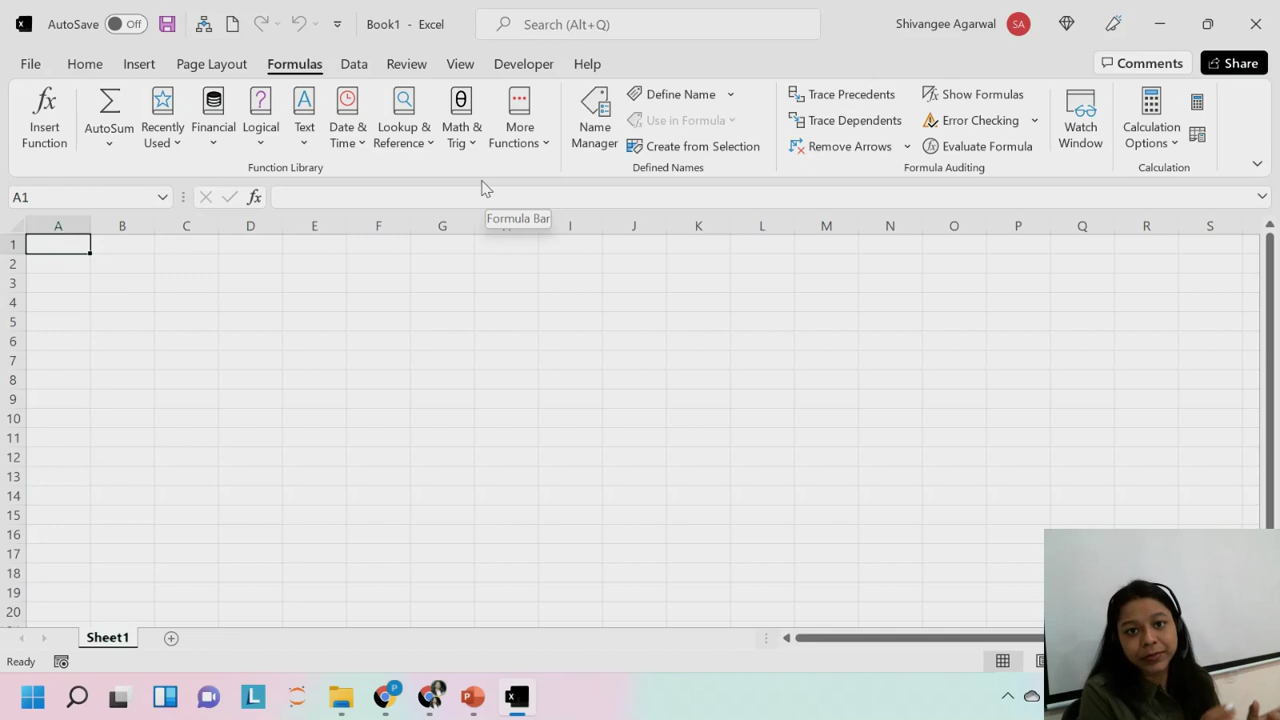 AutoSave Off Book1 - Excel Search (Alt+Q) Shivangee Agarwal SA
File Home Insert Page Layout Formulas Data Review View Developer Help Comments Share
Insert Function
AutoSum
Recently Used
Financial
Logical
Text
Date & Time
Lookup & Reference
Math & Trig
More Functions
Function Library
Name Manager
Define Name
Use in Formula
Create from Selection
Defined Names
Trace Precedents
Trace Dependents
Remove Arrows
Show Formulas
Error Checking
Evaluate Formula
Formula Auditing
Watch Window
Calculation Options
Calculation
A1 fx
Formula Bar
A B C D E F G H I J K L M N O P Q R S
1
2
3
4
5
6
7
8
9
10
11
12
13
14
15
16
17
18
19
20
Sheet1
Ready